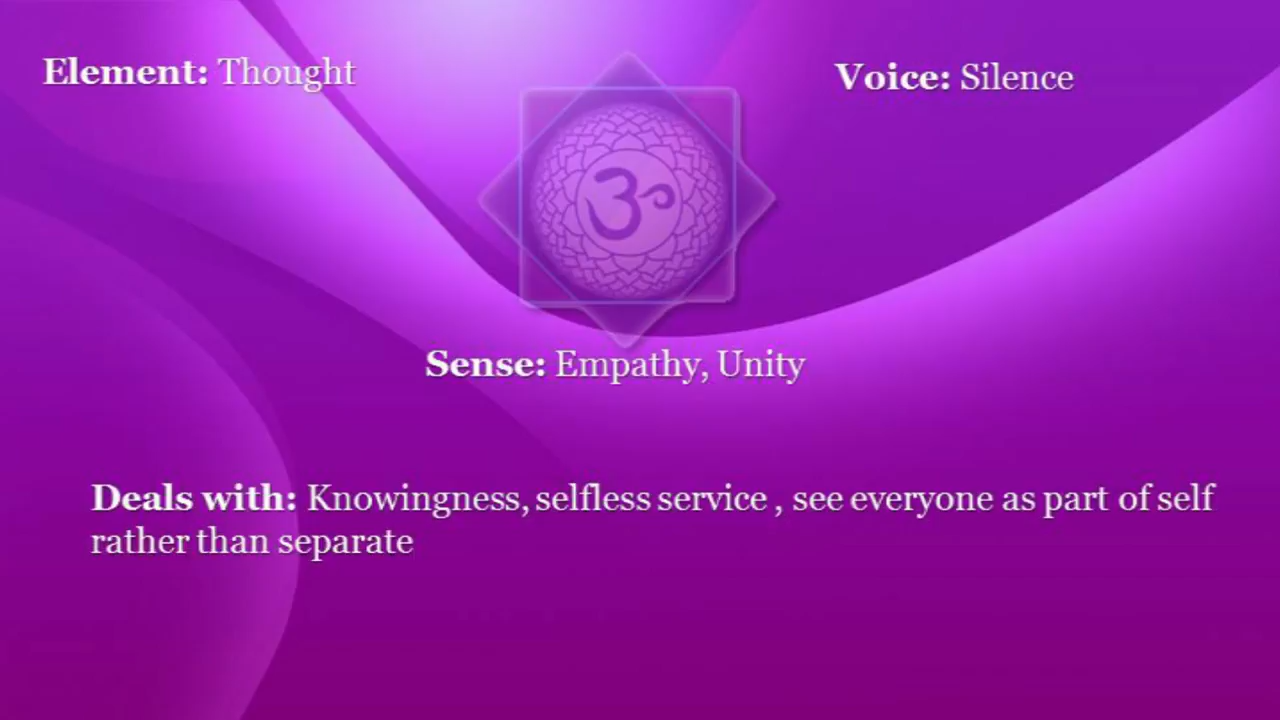 Element: Thought
Voice: Silence
ॐ
Sense: Empathy, Unity
Deals with: Knowingness, selfless service , see everyone as part of self
rather than separate